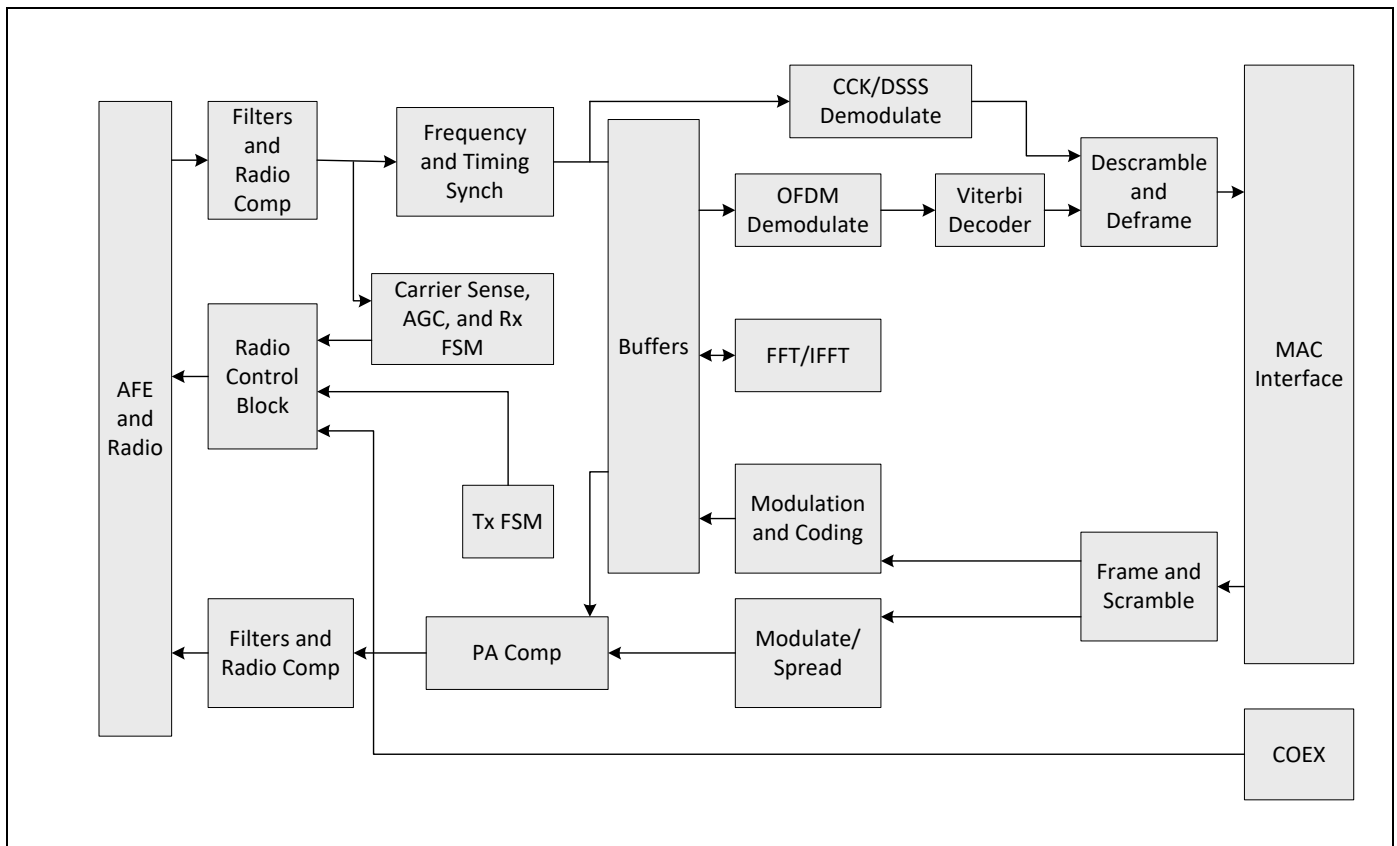 CCK/DSSS
Demodulate
Filters
and
Radio
Comp
Frequency
and Timing
Synch
Descramble
and
Deframe
OFDM
Demodulate
Viterbi
Decoder
Carrier Sense,
AGC, and Rx
FSM
Radio
Control
Block
Buffers
FFT/IFFT
MAC
Interface
AFE
and
Radio
Tx FSM
Modulation
and Coding
Frame and
Scramble
Filters and
Radio Comp
PA Comp
Modulate/
Spread
COEX